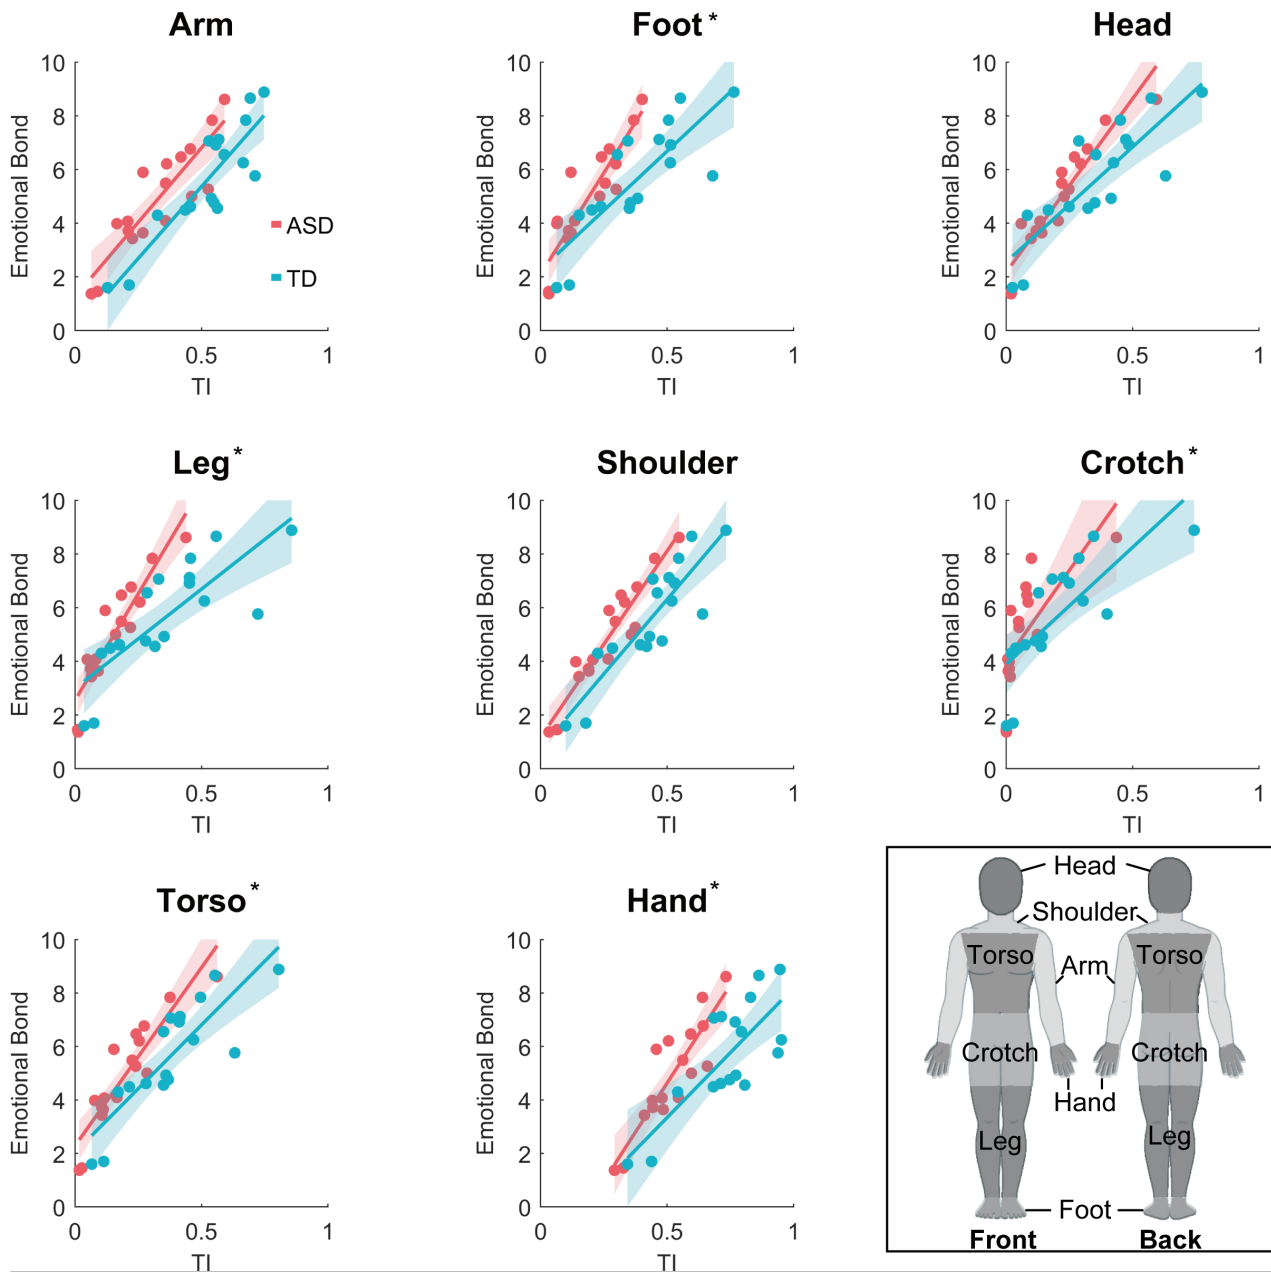 Arm
Foot*
Head
10
8
6
4
2
0
Emotional Bond
0 0.5 1
TI
ASD
TD
10
8
6
4
2
0
Emotional Bond
0 0.5 1
TI
10
8
6
4
2
0
Emotional Bond
0 0.5 1
TI
Leg*
Shoulder
Crotch*
10
8
6
4
2
0
Emotional Bond
0 0.5 1
TI
10
8
6
4
2
0
Emotional Bond
0 0.5 1
TI
10
8
6
4
2
0
Emotional Bond
0 0.5 1
TI
Torso*
Hand*
10
8
6
4
2
0
Emotional Bond
0 0.5 1
TI
10
8
6
4
2
0
Emotional Bond
0 0.5 1
TI
Head
Shoulder
Torso Arm Torso
Crotch Crotch
Hand
Leg Leg
Foot
Front Back